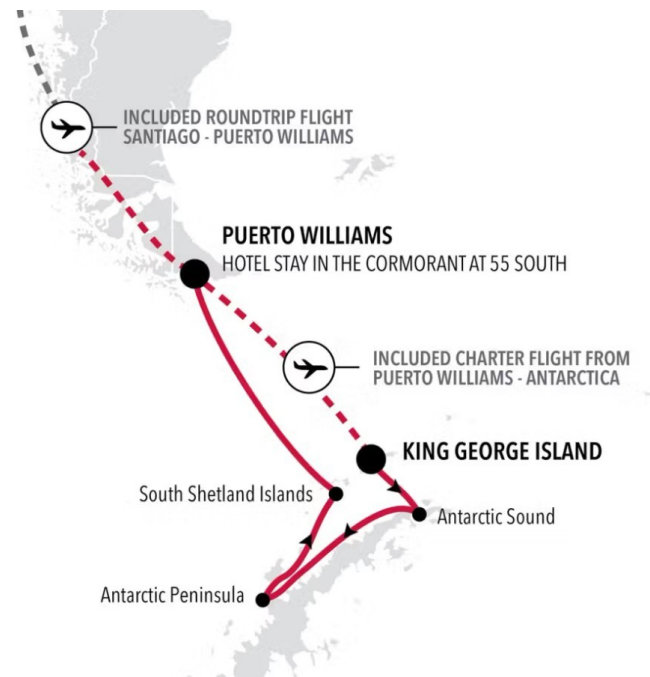 INCLUDED ROUNDTRIP FLIGHT
SANTIAGO - PUERTO WILLIAMS
PUERTO WILLIAMS
HOTEL STAY IN THE CORMORANT AT 55 SOUTH
INCLUDED CHARTER FLIGHT FROM
PUERTO WILLIAMS - ANTARCTICA
KING GEORGE ISLAND
South Shetland Islands
Antarctic Sound
Antarctic Peninsula